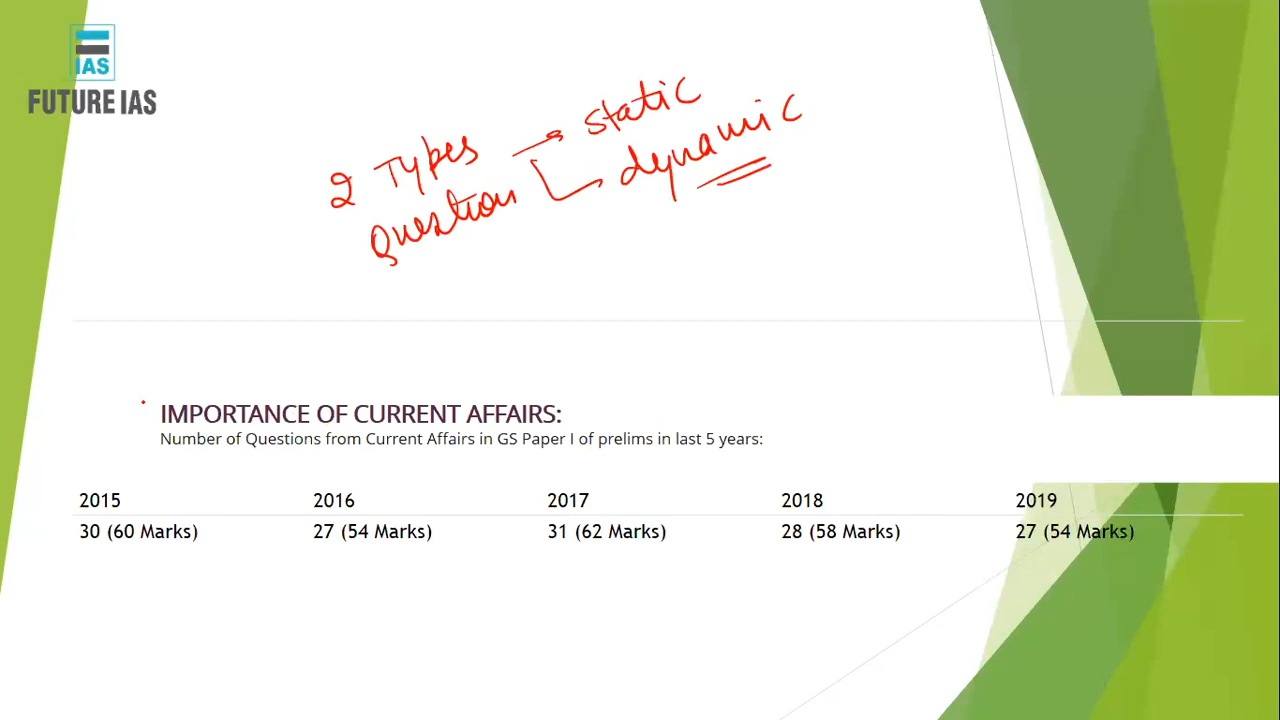 IAS
FUTURE IAS
2 Types → static
Question → dynamic
IMPORTANCE OF CURRENT AFFAIRS:
Number of Questions from Current Affairs in GS Paper I of prelims in last 5 years:
2015 2016 2017 2018 2019
30 (60 Marks) 27 (54 Marks) 31 (62 Marks) 28 (58 Marks) 27 (54 Marks)